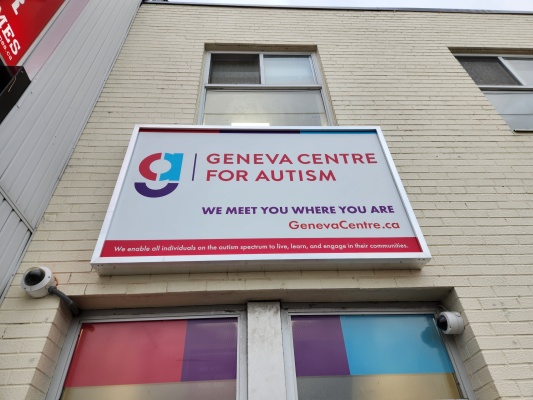 MES
GENEVA CENTRE
FOR AUTISM
WE MEET YOU WHERE YOU ARE
GenevaCentre.ca
We enable all individuals on the autism spectrum to live, learn, and engage in their communities.